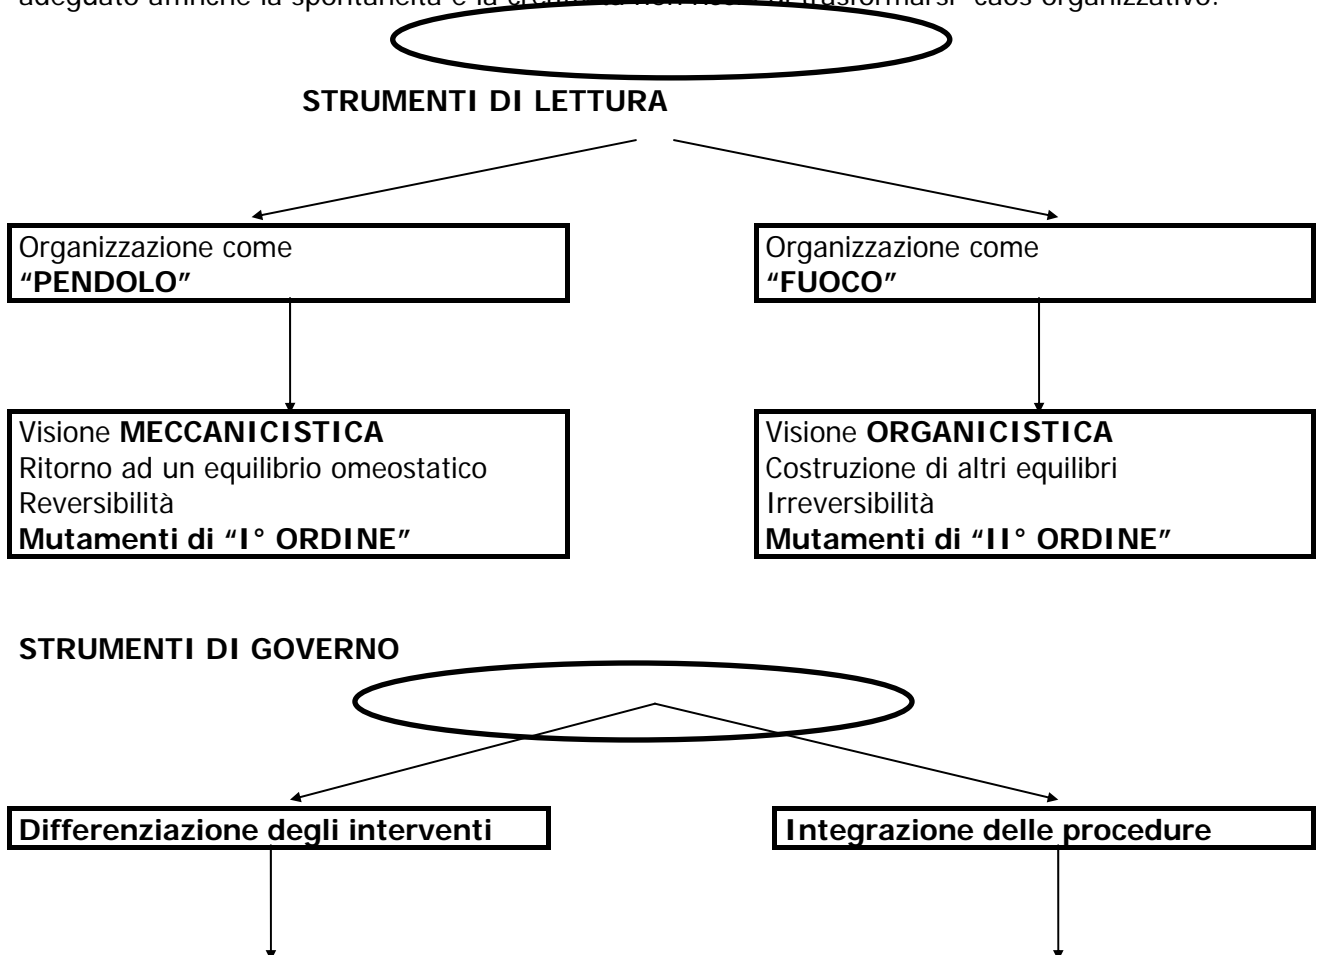 adeguato affinché la spontaneità e la creatività non rischi di trasformarsi caos organizzativo.
STRUMENTI DI LETTURA
Organizzazione come
“PENDOLO”
Organizzazione come
“FUOCO”
Visione MECCANICISTICA
Ritorno ad un equilibrio omeostatico
Reversibilità
Mutamenti di “I° ORDINE”
Visione ORGANICISTICA
Costruzione di altri equilibri
Irreversibilità
Mutamenti di “II° ORDINE”
STRUMENTI DI GOVERNO
Differenziazione degli interventi
Integrazione delle procedure